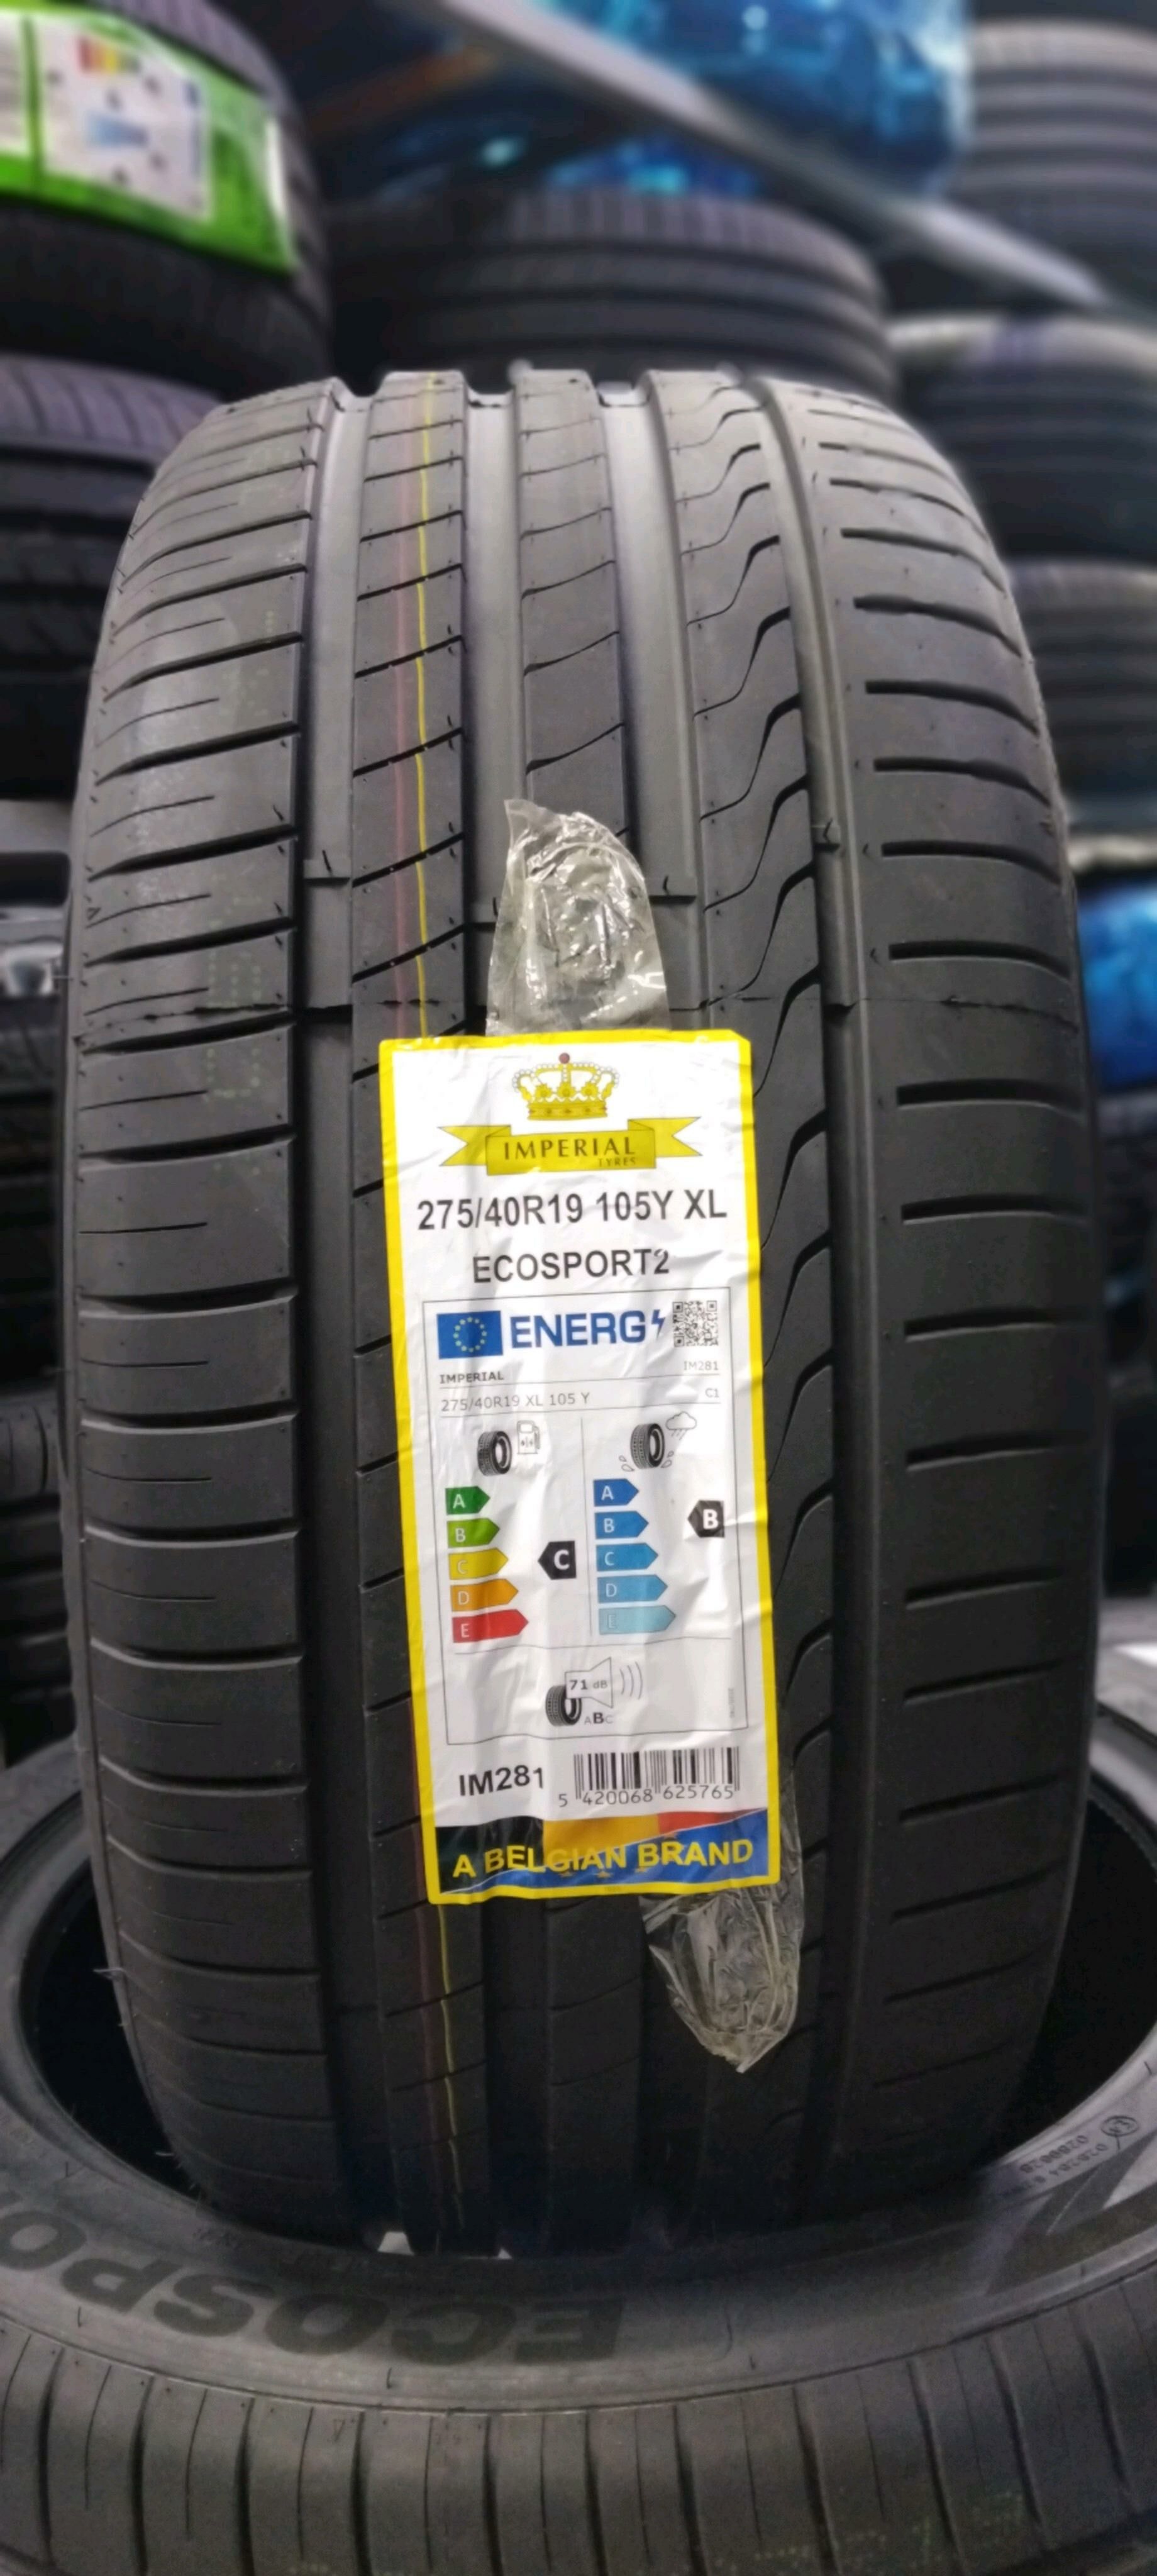 IMPERIAL
TYRES
275/40R19 105Y XL
ECOSPORT2
ENERG
IMPERIAL
IM281
275/40R19 XL 105 Y
C1
A
B
C
D
E
C
A
B
C
D
E
B
71 dB
ABC
IM281
5 420068 625765
A BELGIAN BRAND
ECOSPO